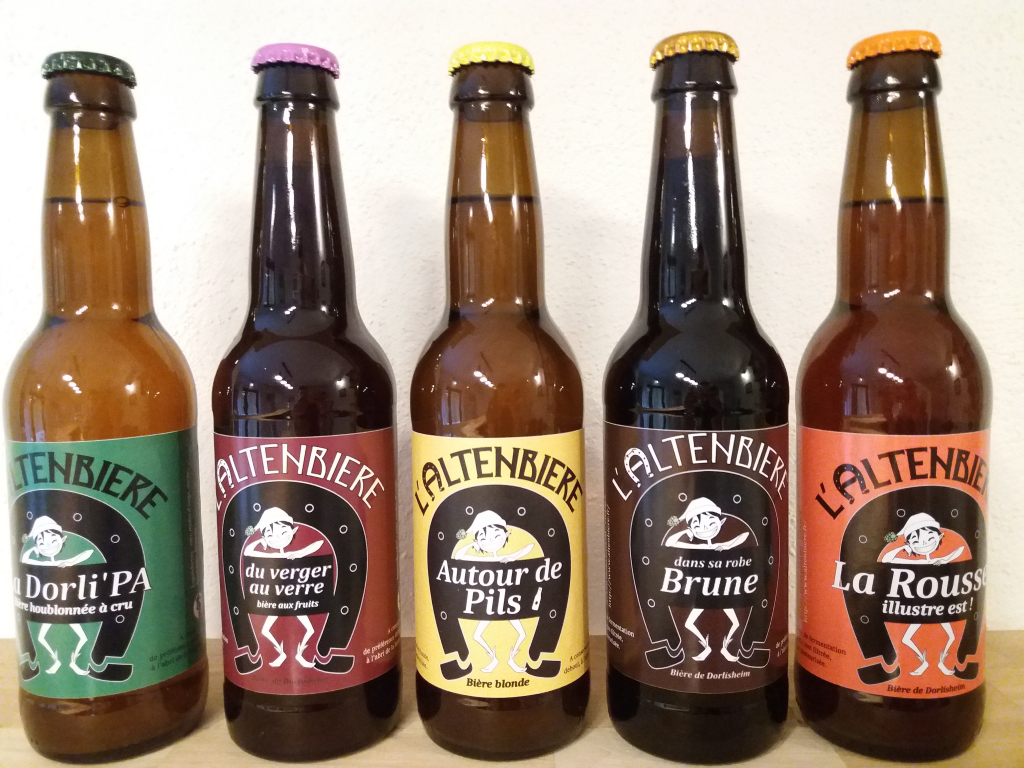 ALTENBIERE
a Dorli'PA
ère houblonnée à cru
L'ALTENBIERE
du verger
au verre
bière aux fruits
L'ALTENBIERE
Autour de
Pils
Bière blonde
L'ALTENBIERE
dans sa robe
Brune
Bière de Dorlisheim
L'ALTENBIE
La Rousse
illustre est !
Bière de Dorlisheim